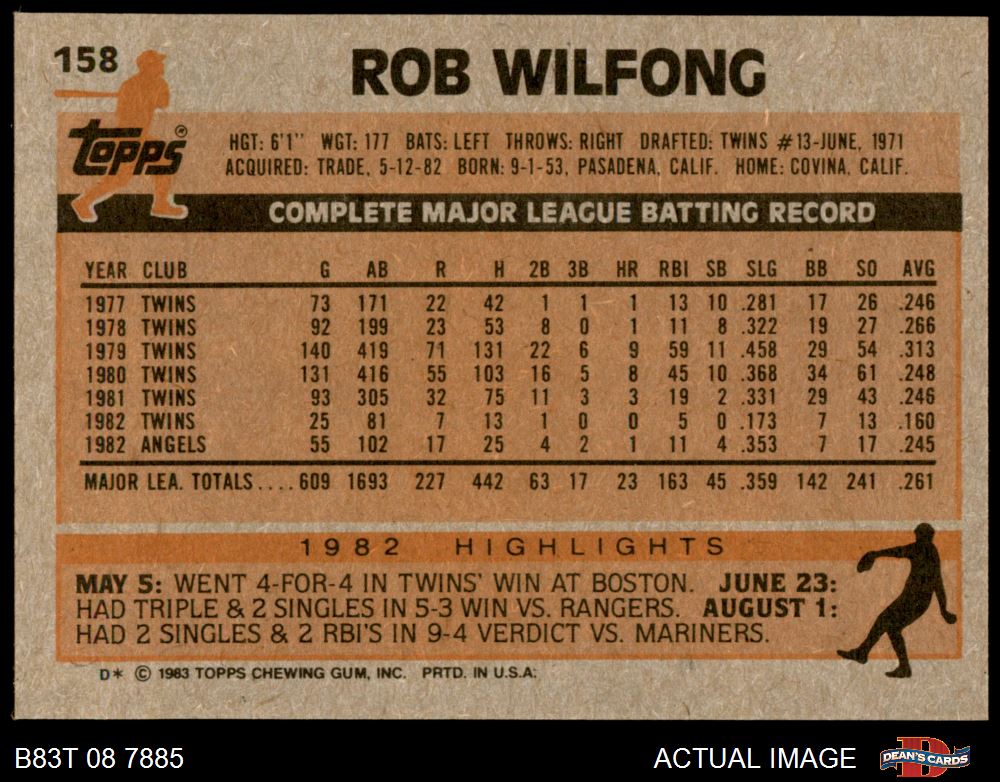 158
ROB WILFONG
Topps®
HGT: 6'1" WGT: 177 BATS: LEFT THROWS: RIGHT DRAFTED: TWINS #13-JUNE, 1971
ACQUIRED: TRADE, 5-12-82 BORN: 9-1-53, PASADENA, CALIF. HOME: COVINA, CALIF.
COMPLETE MAJOR LEAGUE BATTING RECORD
YEAR CLUB G AB R H 2B 3B HR RBI SB SLG BB SO AVG
1977 TWINS 73 171 22 42 1 1 1 13 10 .281 17 26 .246
1978 TWINS 92 199 23 53 8 0 1 11 8 .322 19 27 .266
1979 TWINS 140 419 71 131 22 6 9 59 11 .458 29 54 .313
1980 TWINS 131 416 55 103 16 5 8 45 10 .368 34 61 .248
1981 TWINS 93 305 32 75 11 3 3 19 2 .331 29 43 .246
1982 TWINS 25 81 7 13 1 0 0 5 0 .173 7 13 .160
1982 ANGELS 55 102 17 25 4 2 1 11 4 .353 7 17 .245
MAJOR LEA. TOTALS.... 609 1693 227 442 63 17 23 163 45 .359 142 241 .261
1982 HIGHLIGHTS
MAY 5: WENT 4-FOR-4 IN TWINS' WIN AT BOSTON. JUNE 23:
HAD TRIPLE & 2 SINGLES IN 5-3 WIN VS. RANGERS. AUGUST 1:
HAD 2 SINGLES & 2 RBI'S IN 9-4 VERDICT VS. MARINERS.
D* © 1983 TOPPS CHEWING GUM, INC. PRTD. IN U.S.A.
B83T 08 7885 ACTUAL IMAGE DEAN'S CARDS